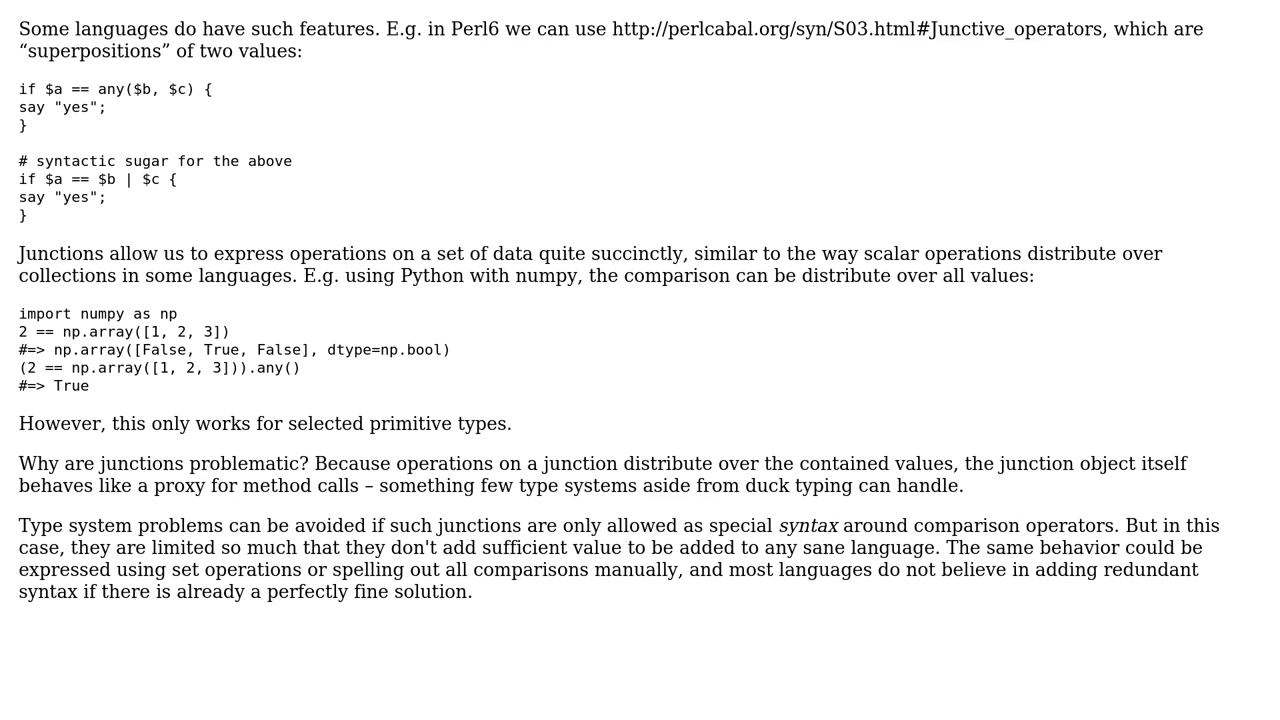 Some languages do have such features. E.g. in Perl6 we can use http://perlcabal.org/syn/S03.html#Junctive_operators, which are
“superpositions” of two values:
if $a == any($b, $c) {
say "yes";
}
# syntactic sugar for the above
if $a == $b | $c {
say "yes";
}
Junctions allow us to express operations on a set of data quite succinctly, similar to the way scalar operations distribute over
collections in some languages. E.g. using Python with numpy, the comparison can be distribute over all values:
import numpy as np
2 == np.array([1, 2, 3])
#=> np.array([False, True, False], dtype=np.bool)
(2 == np.array([1, 2, 3])).any()
#=> True
However, this only works for selected primitive types.
Why are junctions problematic? Because operations on a junction distribute over the contained values, the junction object itself
behaves like a proxy for method calls – something few type systems aside from duck typing can handle.
Type system problems can be avoided if such junctions are only allowed as special syntax around comparison operators. But in this
case, they are limited so much that they don't add sufficient value to be added to any sane language. The same behavior could be
expressed using set operations or spelling out all comparisons manually, and most languages do not believe in adding redundant
syntax if there is already a perfectly fine solution.